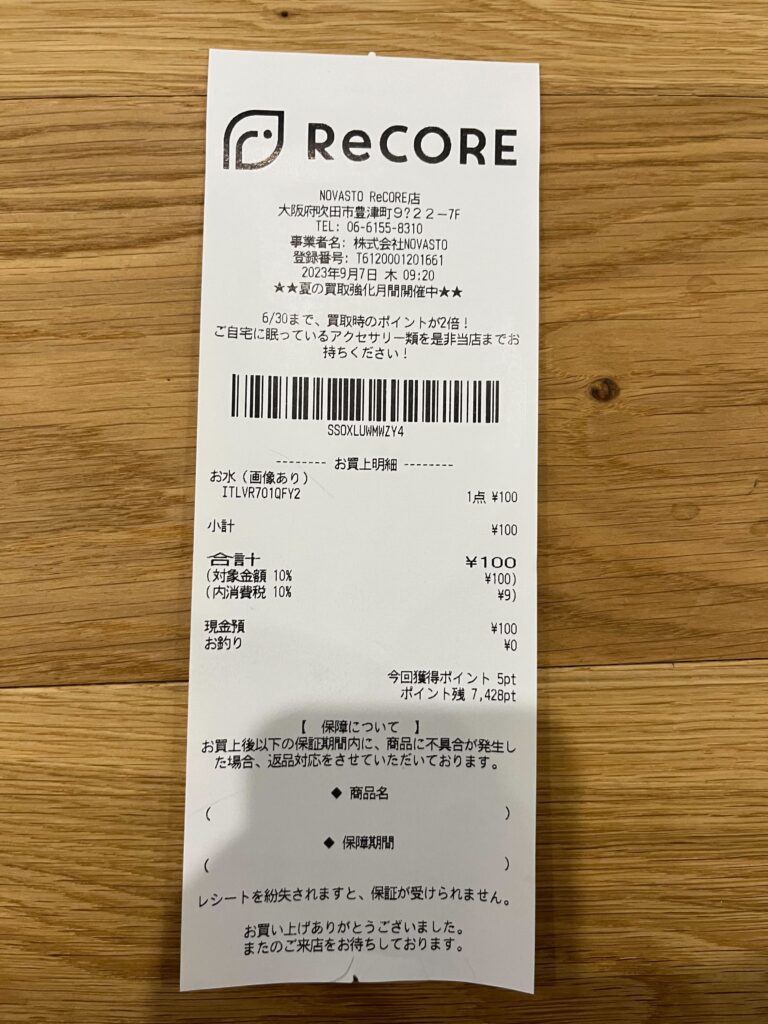 ReCORE
NOVASTO ReCORE店
大阪府吹田市豊津町9?22−7F
TEL: 06-6155-8310
事業者名: 株式会社NOVASTO
登録番号: T6120001201661
2023年9月7日 木 09:20
★★夏の買取強化月間開催中★★
6/30まで、買取時のポイントが2倍！
ご自宅に眠っているアクセサリー類を是非当店までお
持ちください！
SSOXLUWMWZY4
-------- お買上明細 --------
お水（画像あり）
ITLVR701QFY2 1点 ¥100
小計 ¥100
合計 ¥100
(対象金額 10% ¥100)
(内消費税 10% ¥9)
現金預 ¥100
お釣り ¥0
今回獲得ポイント 5pt
ポイント残 7,428pt
【 保障について 】
お買上後以下の保証期間内に、商品に不具合が発生し
た場合、返品対応をさせていただいております。
◆ 商品名
( )
◆ 保障期間
( )
レシートを紛失されますと、保証が受けられません。
お買い上げありがとうございました。
またのご来店をお待ちしております。